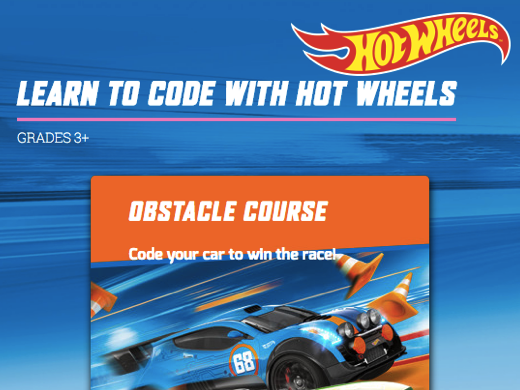 Hot Wheels
LEARN TO CODE WITH HOT WHEELS
GRADES 3+
OBSTACLE COURSE
Code your car to win the race!
68